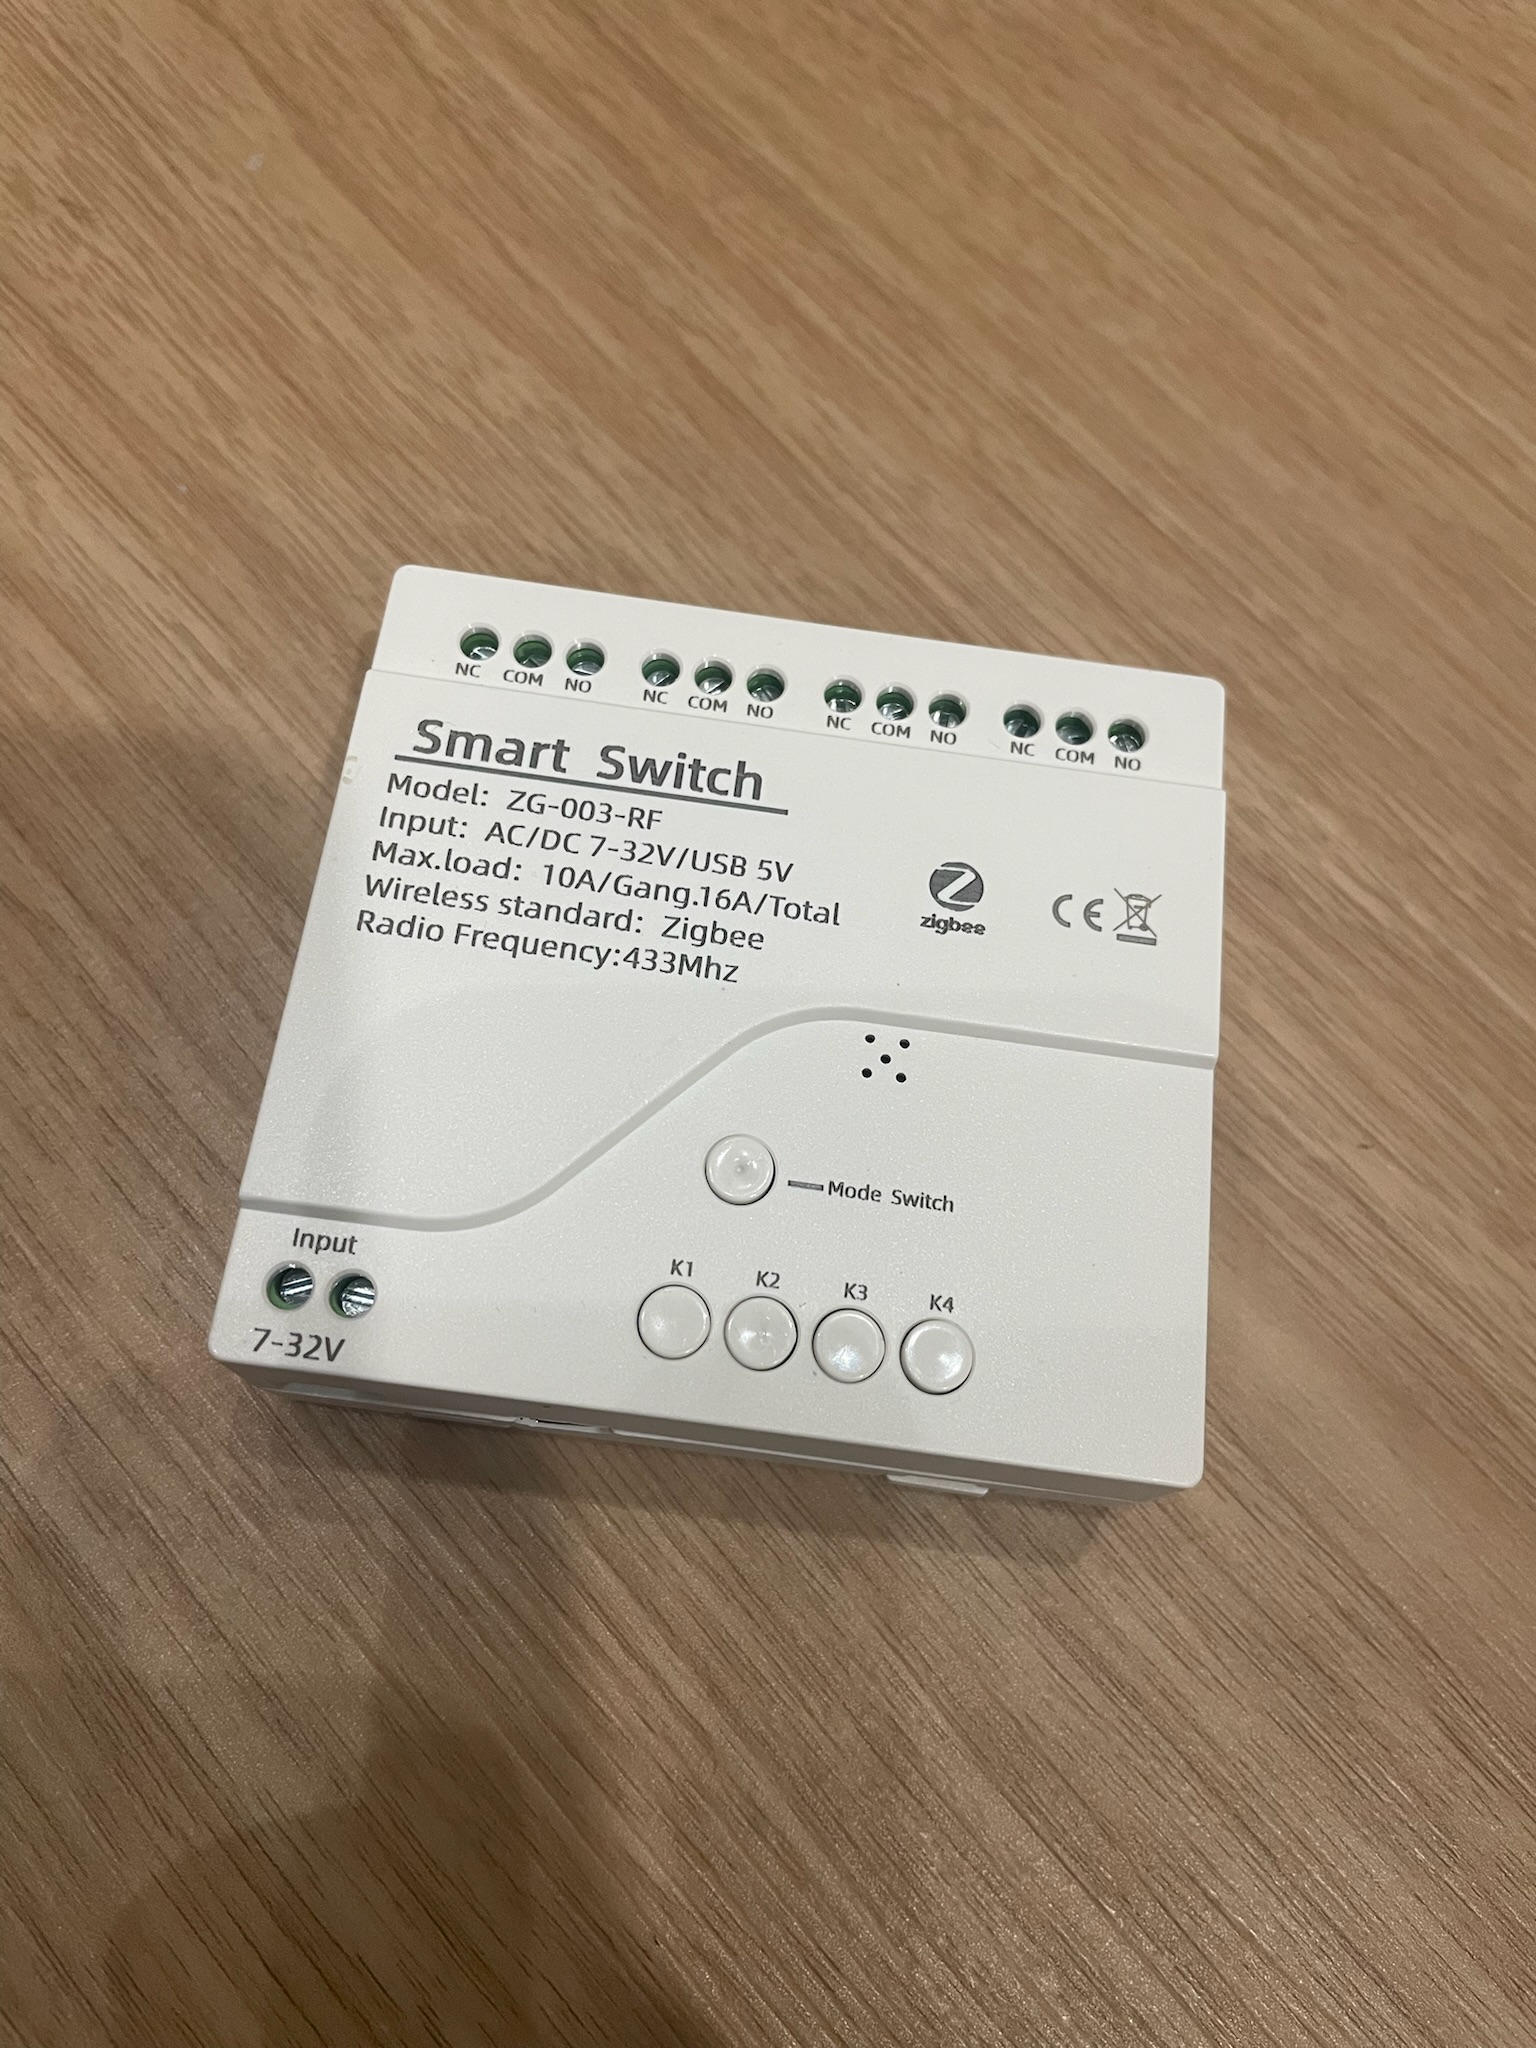 NC COM NO NC COM NO NC COM NO NC COM NO
Smart Switch
Model: ZG-003-RF
Input: AC/DC 7-32V/USB 5V
Max.load: 10A/Gang.16A/Total
Wireless standard: Zigbee
Radio Frequency:433Mhz
Z
zigbee
CE
Mode Switch
Input
7-32V
K1 K2 K3 K4